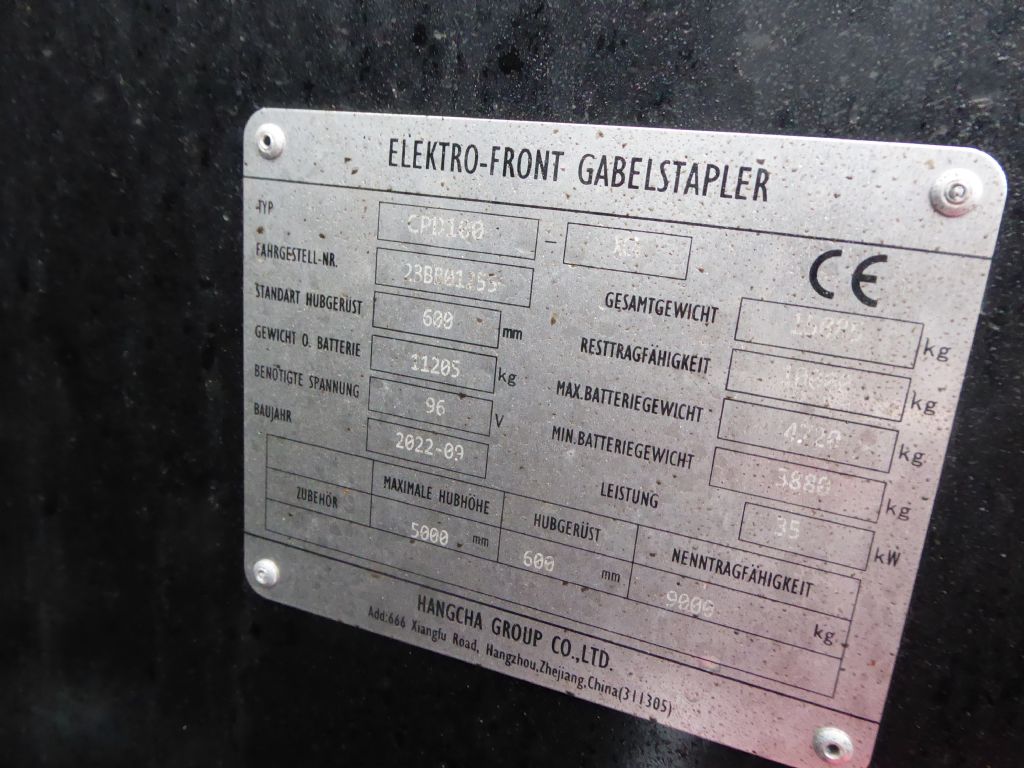 ELEKTRO-FRONT GABELSTAPLER
TYP CPD100 -
FAHRGESTELL-NR.
STANDART HUBGERÜST 600 mm
GEWICHT O. BATTERIE 11205 kg
BENÖTIGTE SPANNUNG 96 V
BAUJAHR 2022-09
CE
GESAMTGEWICHT kg
RESTTRAGFÄHIGKEIT kg
MAX.BATTERIEGEWICHT kg
MIN.BATTERIEGEWICHT 3880 kg
LEISTUNG 35 kW
ZUBEHÖR MAXIMALE HUBHÖHE HUBGERÜST NENNTRAGFÄHIGKEIT
5000 mm 600 mm 9000 kg
HANGCHA GROUP CO.,LTD.
Add:666 Xiangfu Road, Hangzhou,Zhejiang,China(311305)